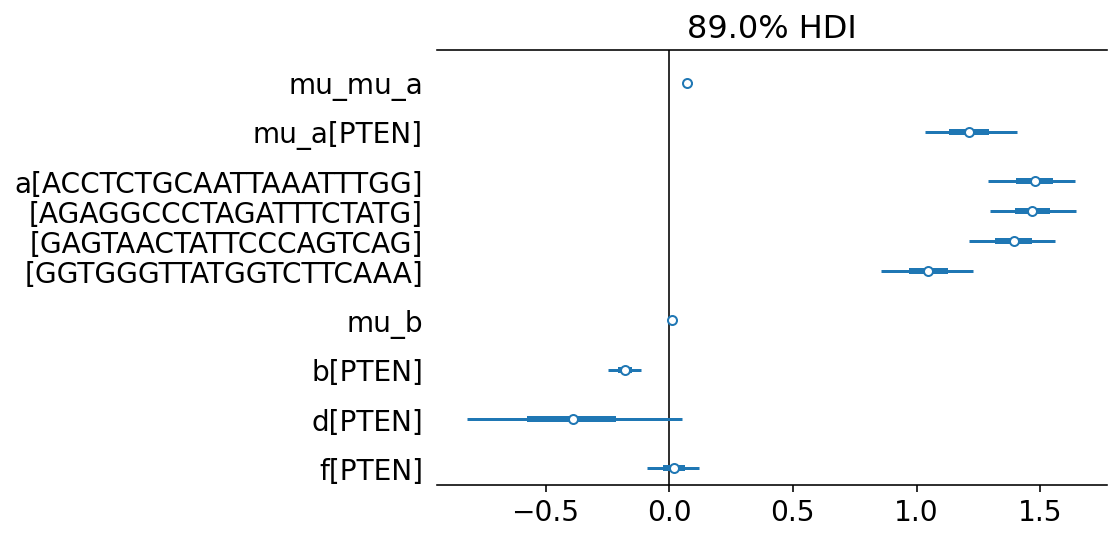 89.0% HDI
mu_mu_a
mu_a[PTEN]
a[ACCTCTGCAATTAAATTTGG]
[AGAGGCCCTAGATTTCTATG]
[GAGTAACTATTCCCAGTCAG]
[GGTGGGTTATGGTCTTCAAA]
mu_b
b[PTEN]
d[PTEN]
f[PTEN]
−0.5 0.0 0.5 1.0 1.5